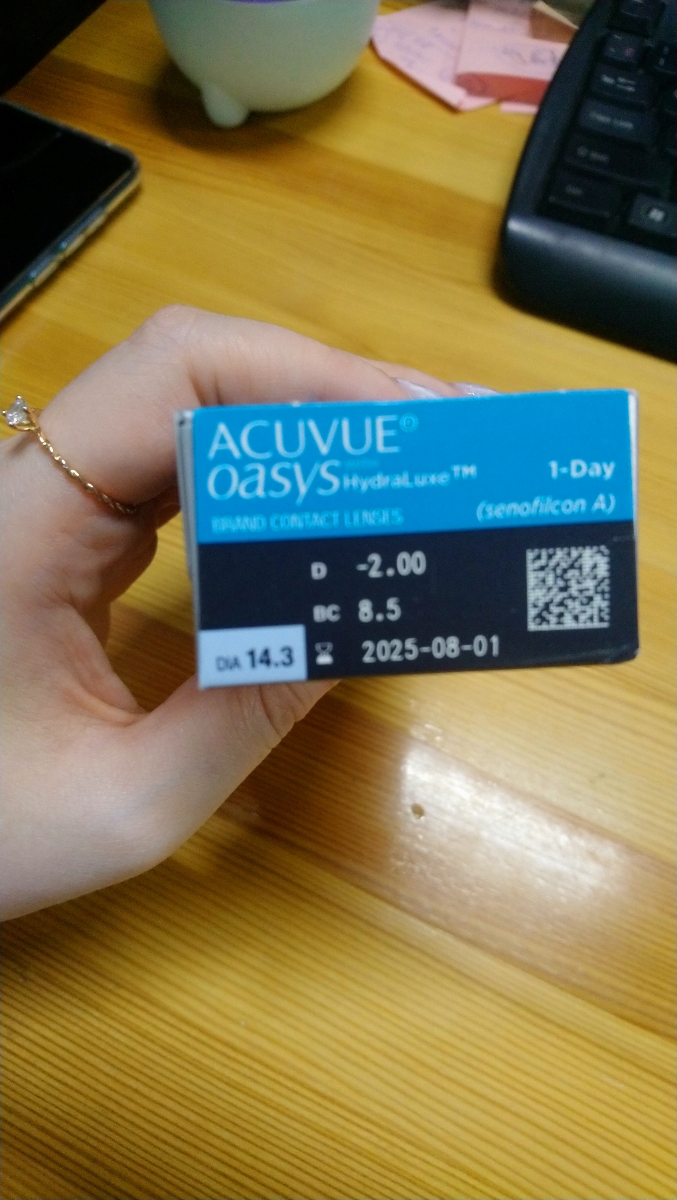 ACUVUE®
oasys HydraLuxe™ 1-Day
BRAND CONTACT LENSES (senofilcon A)
D -2.00
BC 8.5
DIA 14.3 2025-08-01